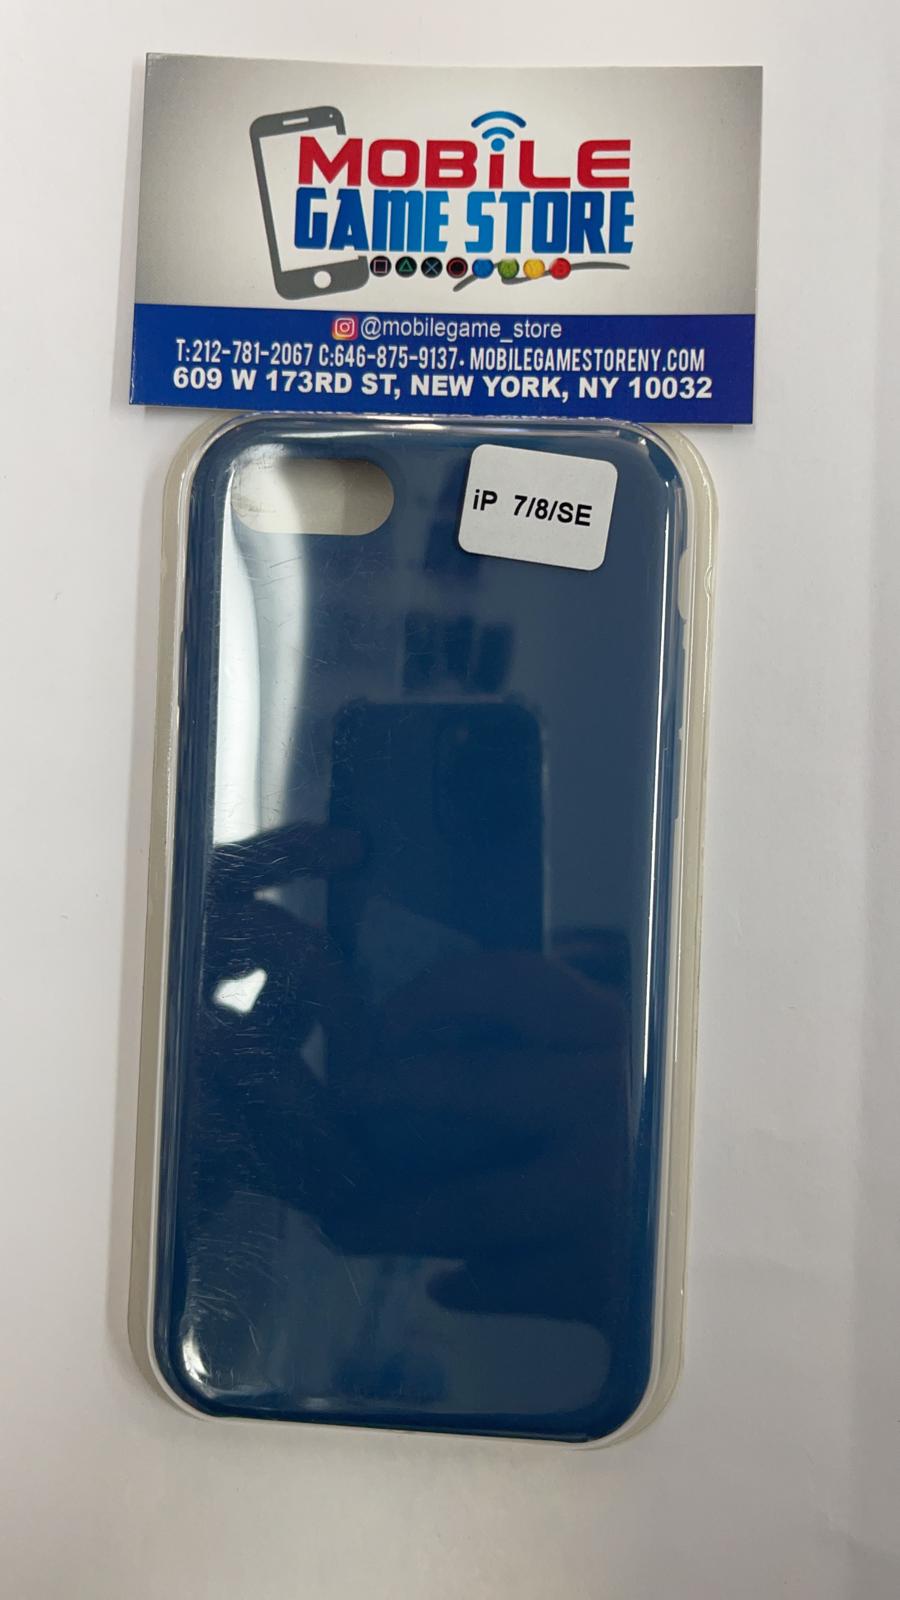 MOBiLE
GAME STORE
@mobilegame_store
T:212-781-2067 C:646-875-9137• MOBILEGAMESTORENY.COM
609 W 173RD ST, NEW YORK, NY 10032
iP 7/8/SE